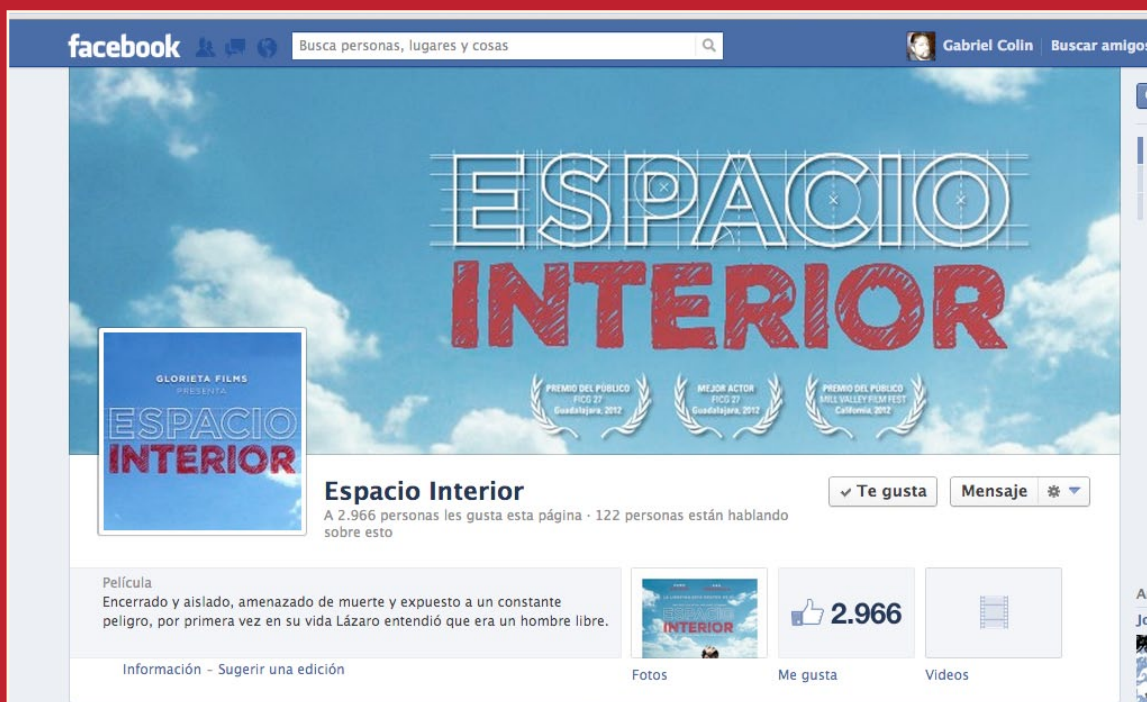 facebook
Busca personas, lugares y cosas
Gabriel Colin
Buscar amigos
ESPACIO
INTERIOR
PREMIO DEL PÚBLICO
FICG 27
Guadalajara, 2012
MEJOR ACTOR
FICG 27
Guadalajara, 2012
PREMIO DEL PÚBLICO
MILL VALLEY FILM FEST
California, 2012
GLORIETA FILMS
PRESENTA
ESPACIO
INTERIOR
Espacio Interior
A 2.966 personas les gusta esta página · 122 personas están hablando
sobre esto
✓ Te gusta
Mensaje
Película
Encerrado y aislado, amenazado de muerte y expuesto a un constante
peligro, por primera vez en su vida Lázaro entendió que era un hombre libre.
Información – Sugerir una edición
ESPACIO
INTERIOR
Fotos
2.966
Me gusta
Videos